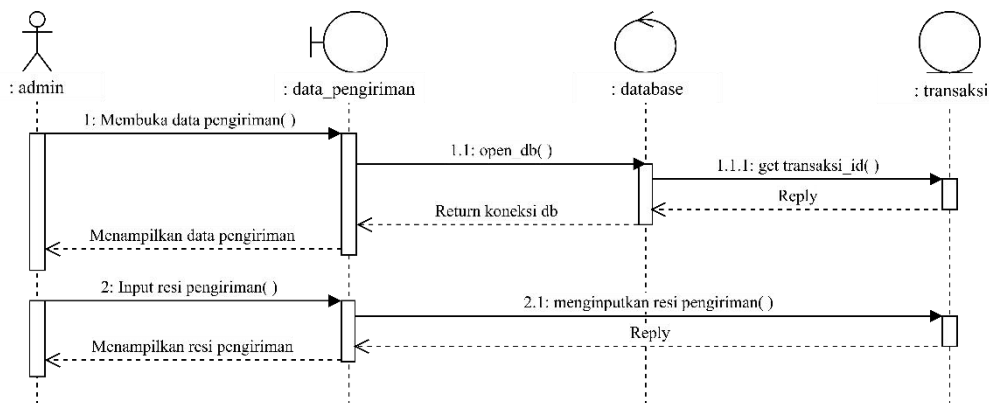 : admin
: data_pengiriman
: database
: transaksi
1: Membuka data pengiriman( )
1.1: open_db( )
1.1.1: get transaksi_id( )
Reply
Return koneksi db
Menampilkan data pengiriman
2: Input resi pengiriman( )
2.1: menginputkan resi pengiriman( )
Reply
Menampilkan resi pengiriman